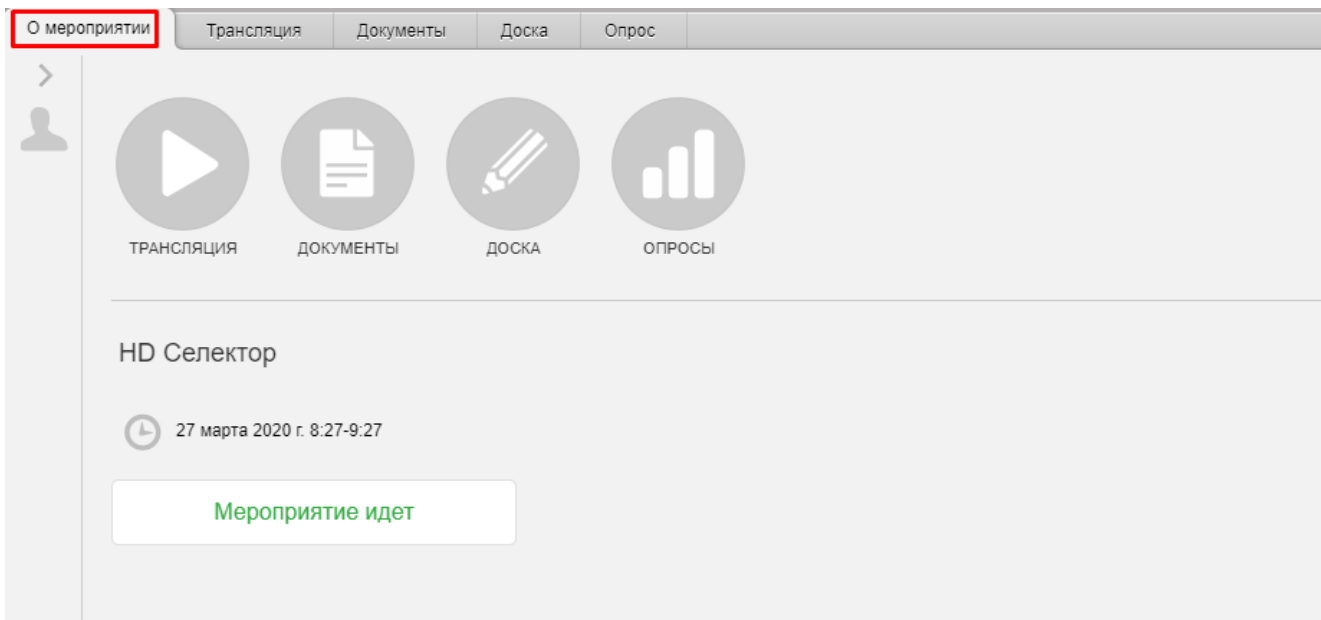 О мероприятии Трансляция Документы Доска Опрос
ТРАНСЛЯЦИЯ ДОКУМЕНТЫ ДОСКА ОПРОСЫ
HD Селектор
27 марта 2020 г. 8:27-9:27
Мероприятие идет